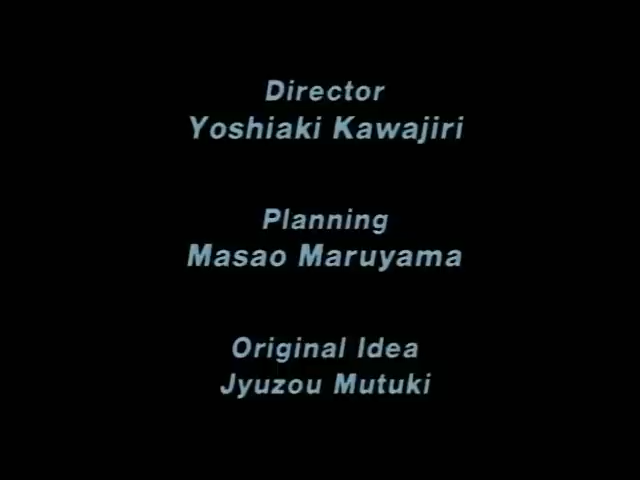 Director
Yoshiaki Kawajiri
Planning
Masao Maruyama
Original Idea
Jyuzou Mutuki